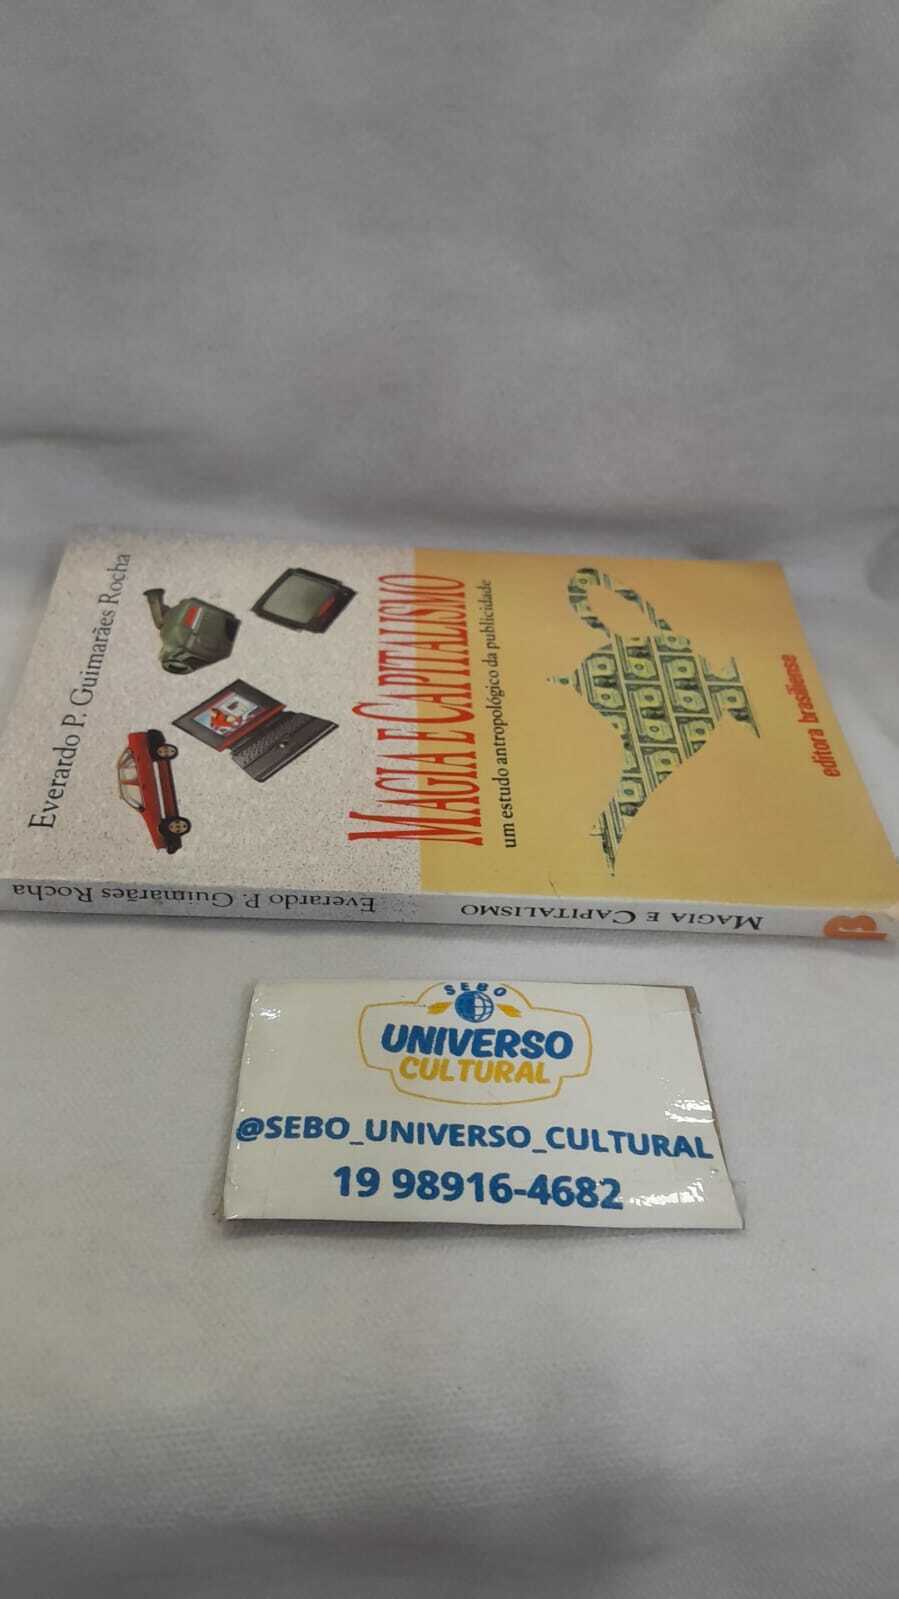 Everardo P. Guimarães Rocha
MAGIA E CAPITALISMO
um estudo antropológico da publicidade
editora brasiliense
Everardo P. Guimarães Rocha
MAGIA E CAPITALISMO
SEBO
UNIVERSO
CULTURAL
@SEBO_UNIVERSO_CULTURAL
19 98916-4682